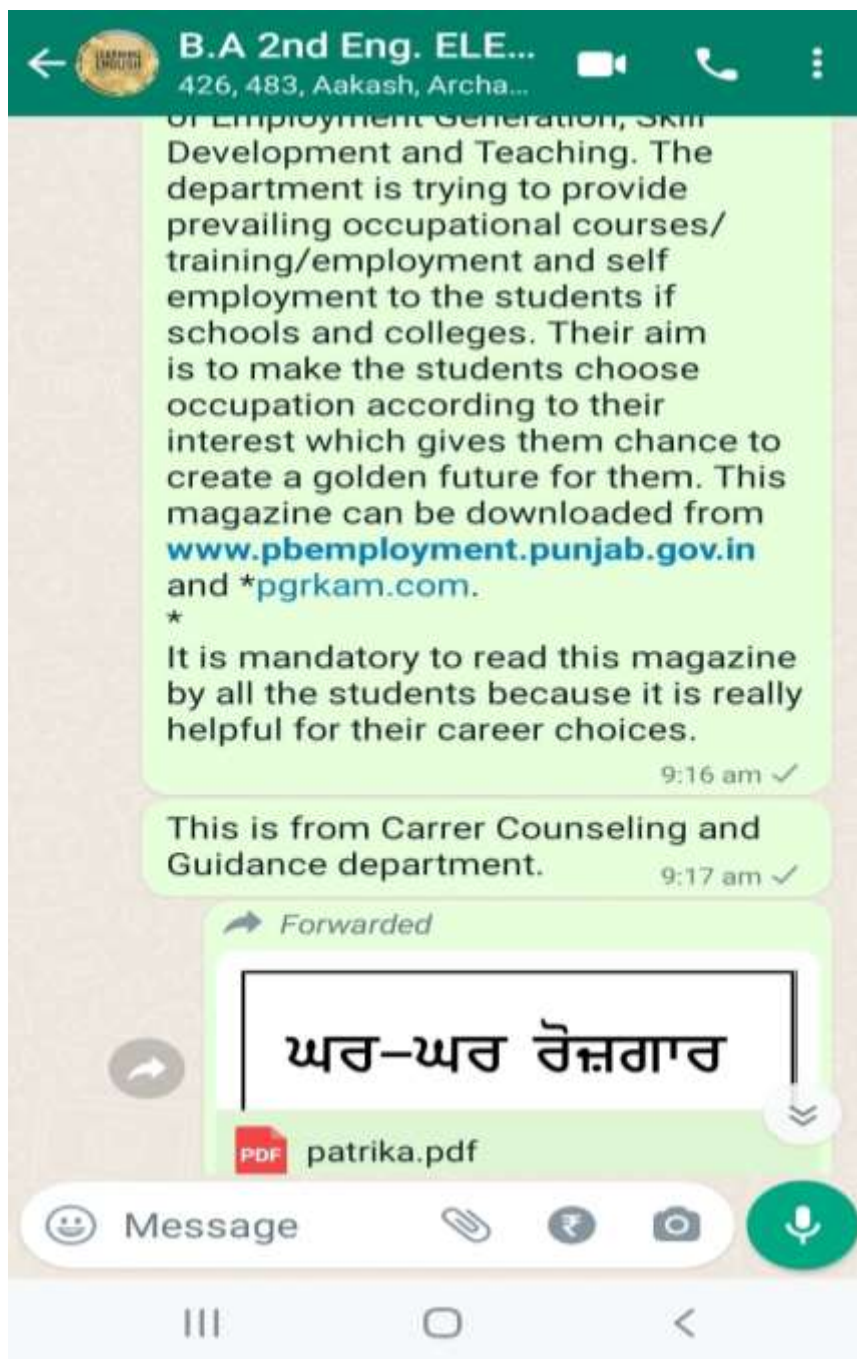 B.A 2nd Eng. ELE...
426, 483, Aakash, Archa...
of Employment Generation, Skill
Development and Teaching. The
department is trying to provide
prevailing occupational courses/
training/employment and self
employment to the students if
schools and colleges. Their aim
is to make the students choose
occupation according to their
interest which gives them chance to
create a golden future for them. This
magazine can be downloaded from
www.pbemployment.punjab.gov.in
and *pgrkam.com.
*
It is mandatory to read this magazine
by all the students because it is really
helpful for their career choices.
9:16 am
This is from Carrer Counseling and
Guidance department.
9:17 am
Forwarded
ਘਰ-ਘਰ ਰੋਜ਼ਗਾਰ
PDF patrika.pdf
Message